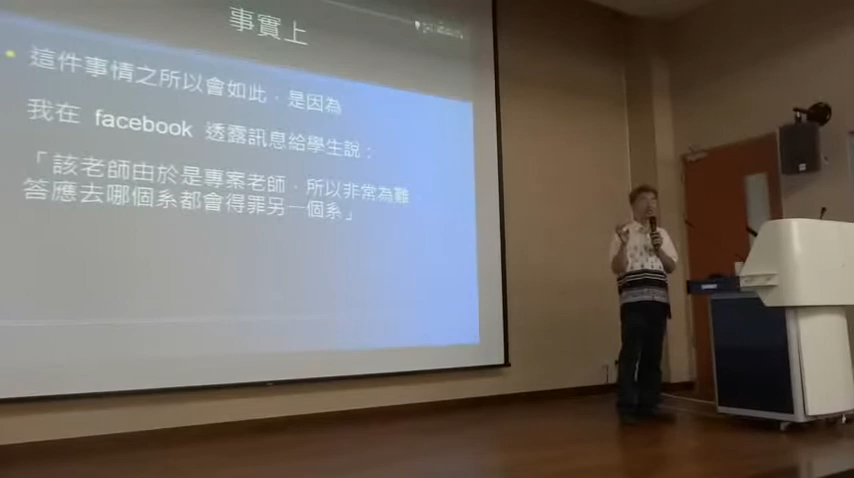 事實上
這件事情之所以會如此，是因為
我在 facebook 透露訊息給學生說：
「該老師由於是專案老師，所以非常為難，
答應去哪個系都會得罪另一個系」